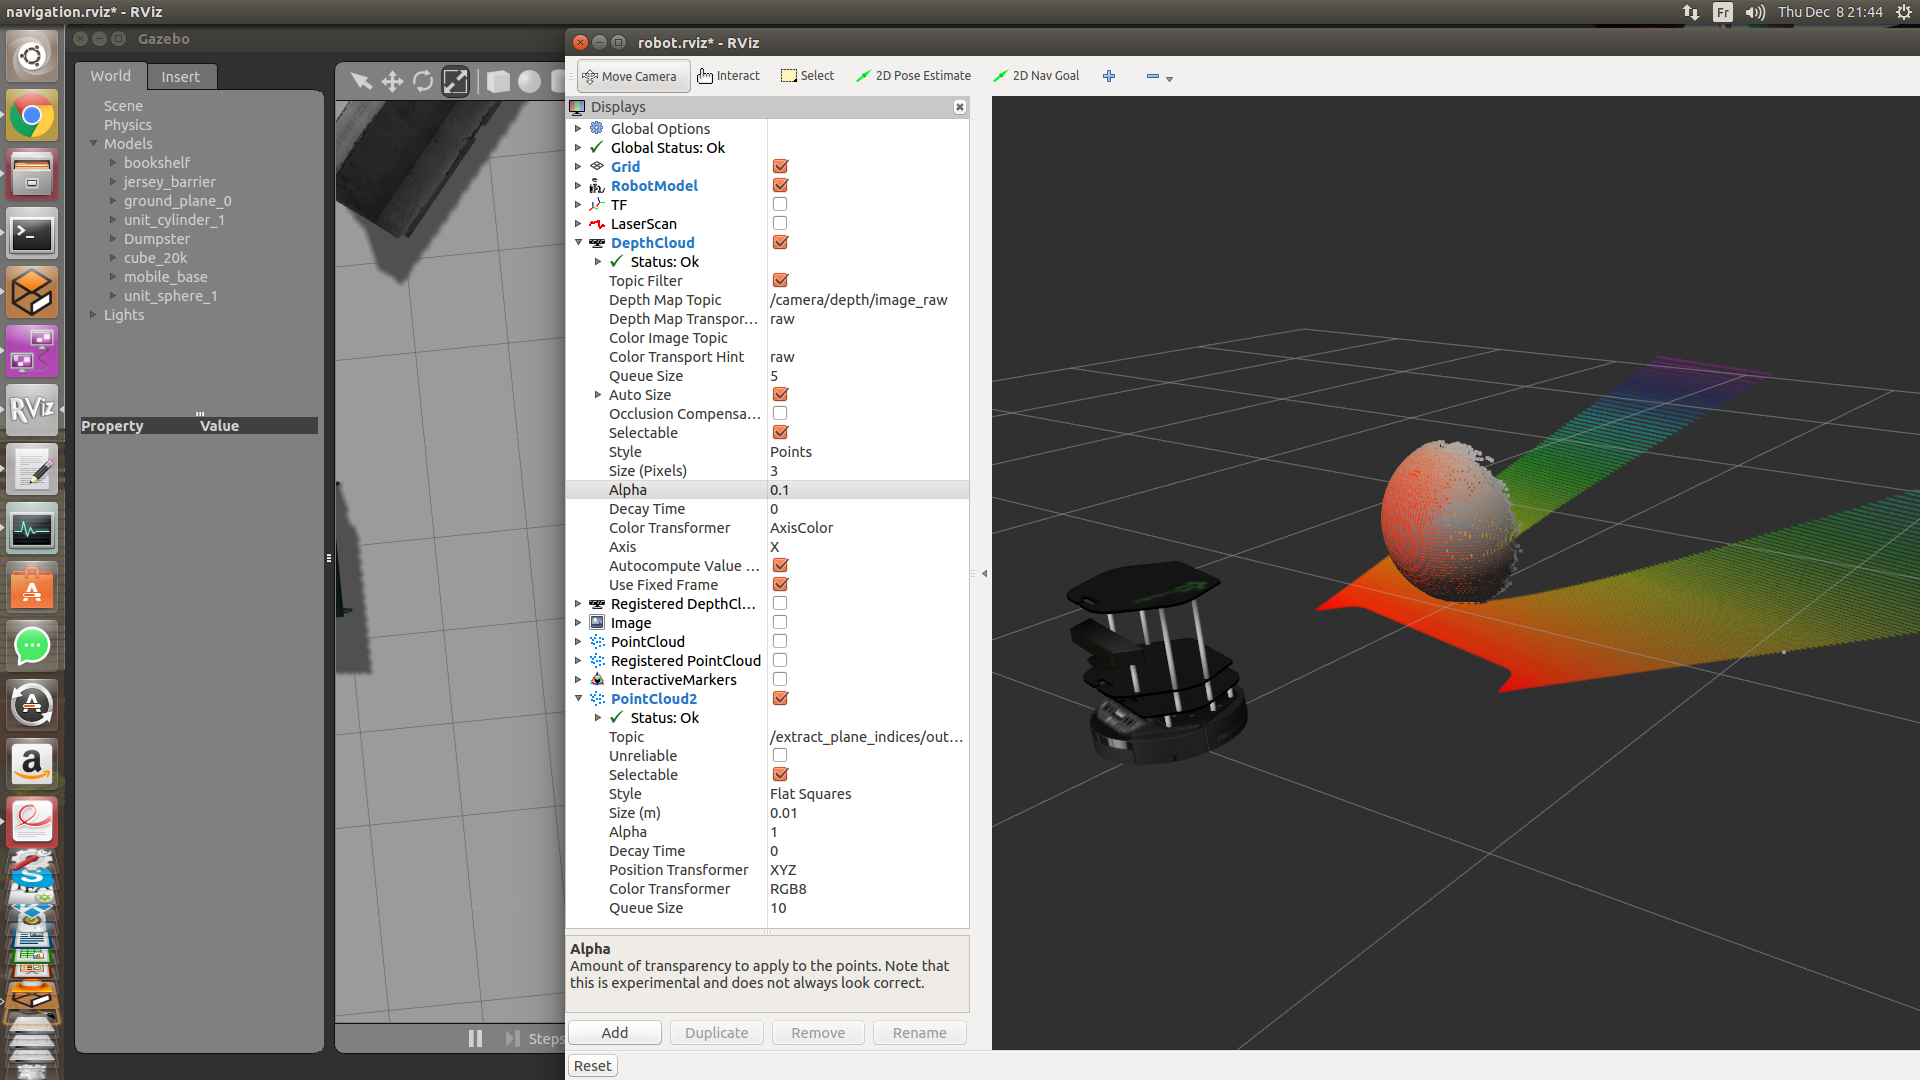 navigation.rviz* - RViz
Fr
Thu Dec 8 21:44
Gazebo
World
Insert
Scene
Physics
Models
bookshelf
jersey_barrier
ground_plane_0
unit_cylinder_1
Dumpster
cube_20k
mobile_base
unit_sphere_1
Lights
Property Value
RViz
Steps
robot.rviz* - RViz
Move Camera
Interact
Select
2D Pose Estimate
2D Nav Goal
Displays
Global Options
Global Status: Ok
Grid
RobotModel
TF
LaserScan
DepthCloud
Status: Ok
Topic Filter
Depth Map Topic /camera/depth/image_raw
Depth Map Transpor... raw
Color Image Topic
Color Transport Hint raw
Queue Size 5
Auto Size
Occlusion Compensa...
Selectable
Style Points
Size (Pixels) 3
Alpha 0.1
Decay Time 0
Color Transformer AxisColor
Axis X
Autocompute Value ...
Use Fixed Frame
Registered DepthCl...
Image
PointCloud
Registered PointCloud
InteractiveMarkers
PointCloud2
Status: Ok
Topic /extract_plane_indices/out...
Unreliable
Selectable
Style Flat Squares
Size (m) 0.01
Alpha 1
Decay Time 0
Position Transformer XYZ
Color Transformer RGB8
Queue Size 10
Alpha
Amount of transparency to apply to the points. Note that
this is experimental and does not always look correct.
Add
Duplicate
Remove
Rename
Reset